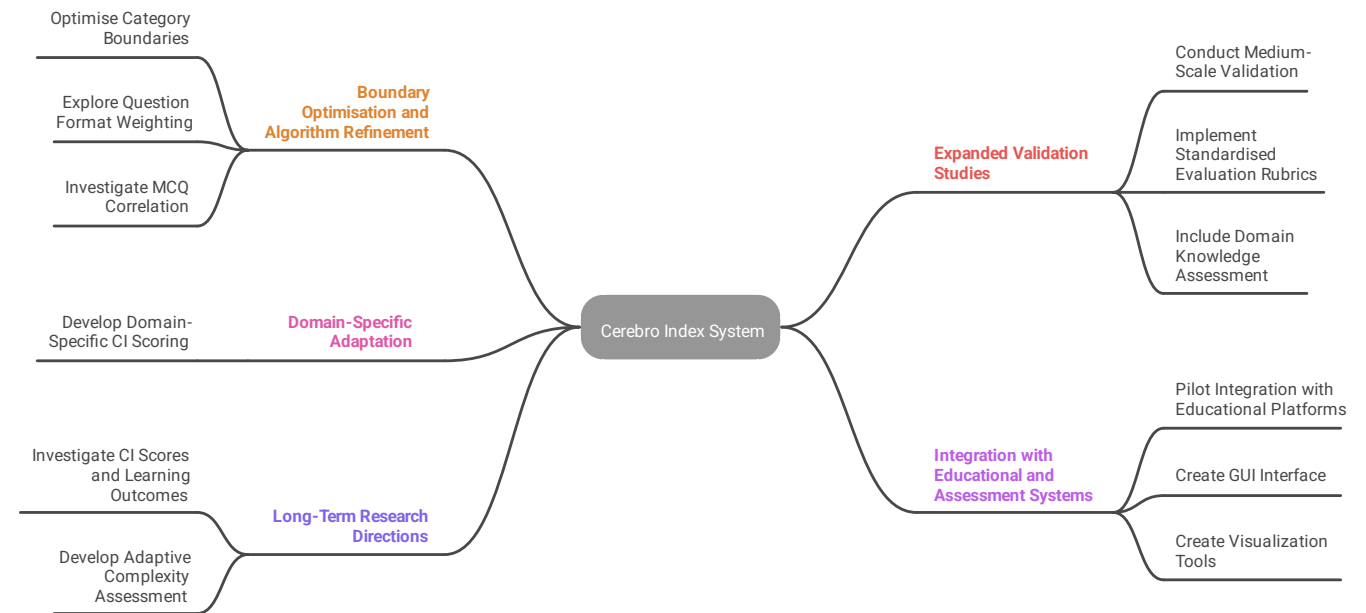 Optimise Category
Boundaries
Explore Question
Format Weighting
Investigate MCQ
Correlation
Boundary
Optimisation and
Algorithm Refinement
Develop Domain-
Specific CI Scoring
Domain-Specific
Adaptation
Investigate CI Scores
and Learning
Outcomes
Develop Adaptive
Complexity
Assessment
Long-Term Research
Directions
Cerebro Index System
Expanded Validation
Studies
Conduct Medium-
Scale Validation
Implement
Standardised
Evaluation Rubrics
Include Domain
Knowledge
Assessment
Integration with
Educational and
Assessment Systems
Pilot Integration with
Educational Platforms
Create GUI Interface
Create Visualization
Tools